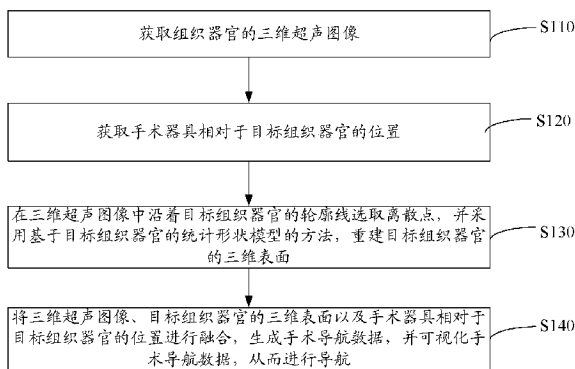 获取组织器官的三维超声图像
S110
获取手术器具相对于目标组织器官的位置
S120
在三维超声图像中沿着目标组织器官的轮廓线选取离散点，并采
用基于目标组织器官的统计形状模型的方法，重建目标组织器官
的三维表面
S130
将三维超声图像、目标组织器官的三维表面以及手术器具相对于
目标组织器官的位置进行融合，生成手术导航数据，并可视化手
术导航数据，从而进行导航
S140